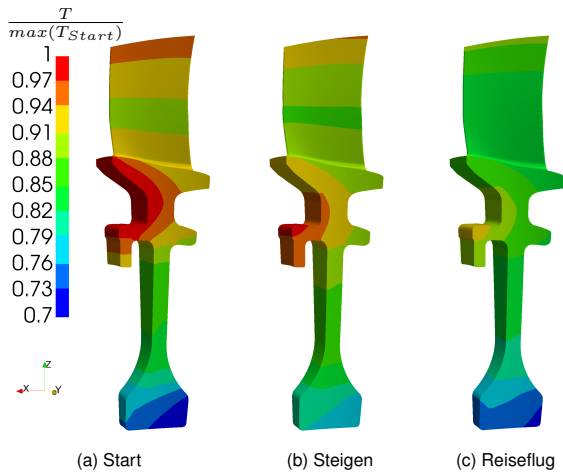 T
max(T_Start)
1
0.97
0.94
0.91
0.88
0.85
0.82
0.79
0.76
0.73
0.7
Z
X
Y
(a) Start
(b) Steigen
(c) Reiseflug